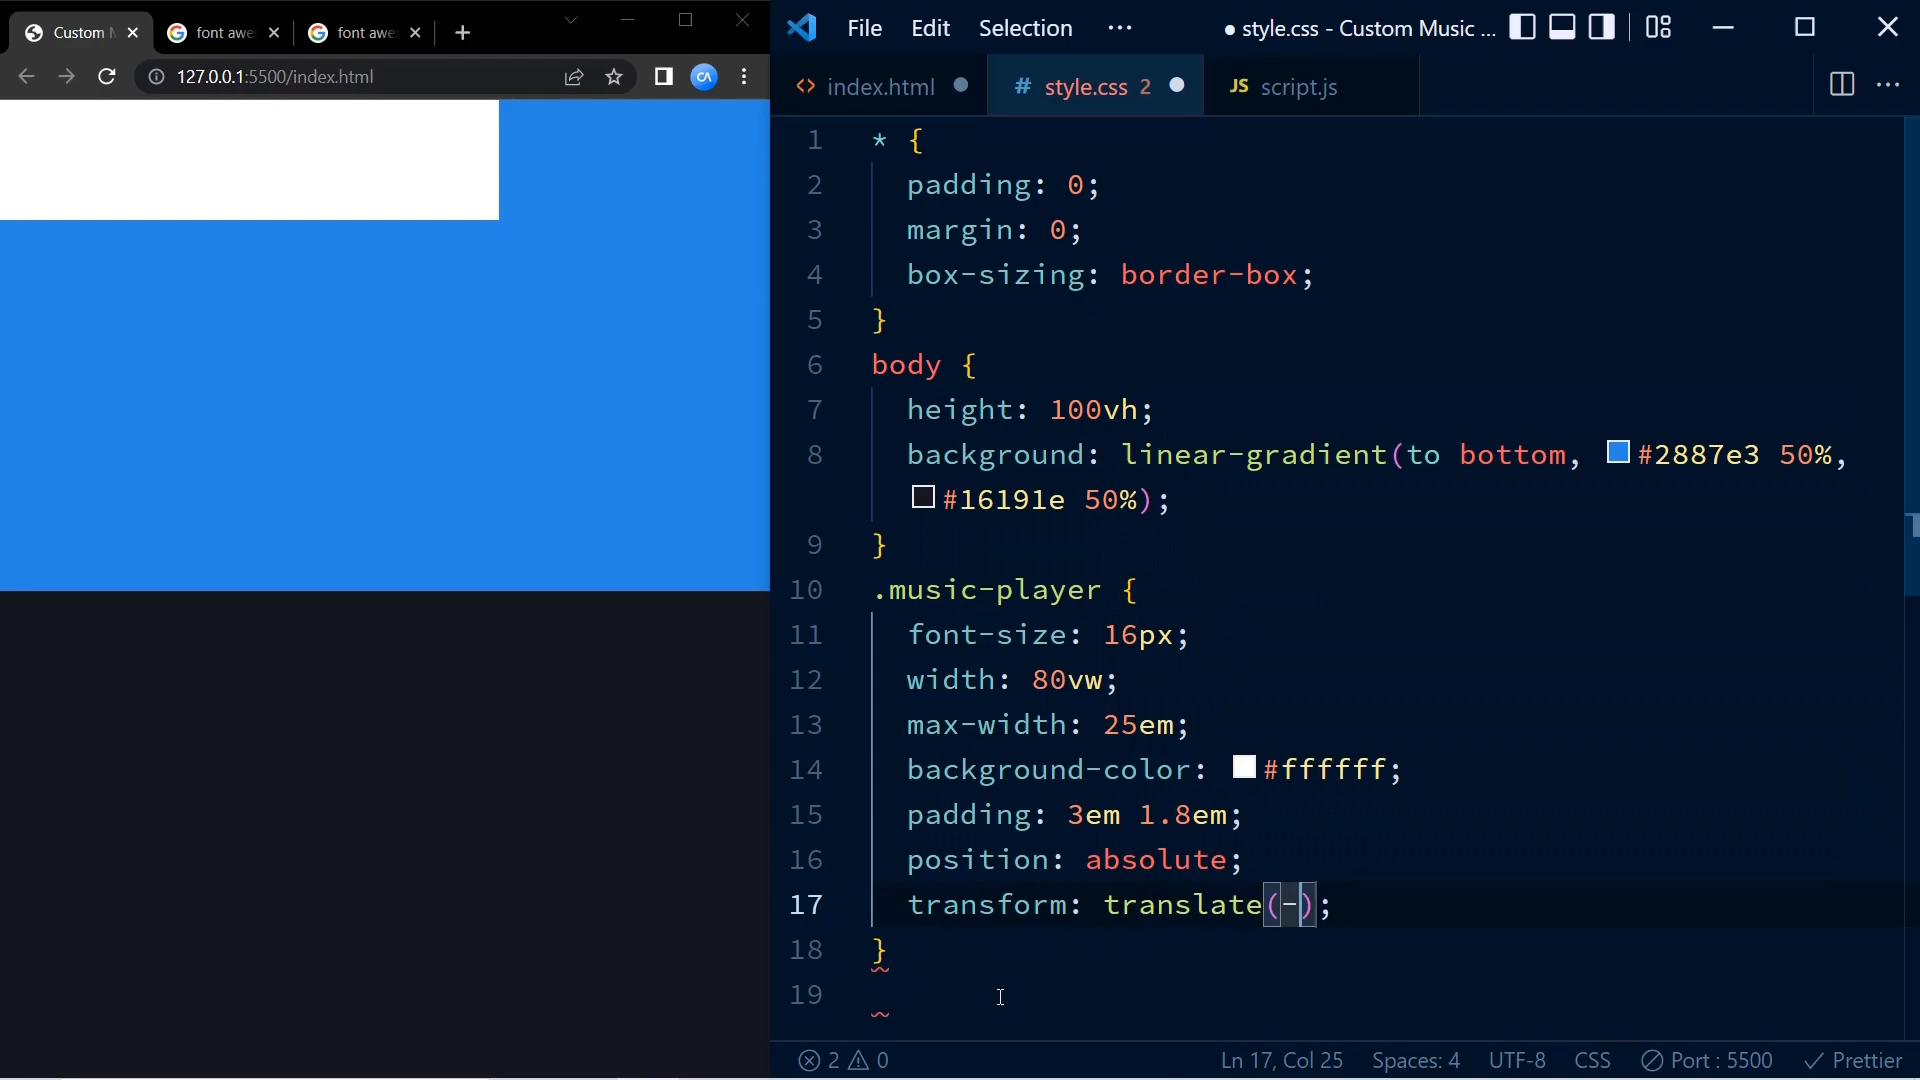 Custom
font awe
font awe
127.0.0.1:5500/index.html
CA
File Edit Selection ···
● style.css - Custom Music ...
<> index.html
# style.css 2
JS script.js
1 * {
2 padding: 0;
3 margin: 0;
4 box-sizing: border-box;
5 }
6 body {
7 height: 100vh;
8 background: linear-gradient(to bottom, #2887e3 50%,
#16191e 50%);
9 }
10 .music-player {
11 font-size: 16px;
12 width: 80vw;
13 max-width: 25em;
14 background-color: #ffffff;
15 padding: 3em 1.8em;
16 position: absolute;
17 transform: translate(-);
18 }
19
2 0
Ln 17, Col 25 Spaces: 4 UTF-8 CSS Port : 5500 Prettier